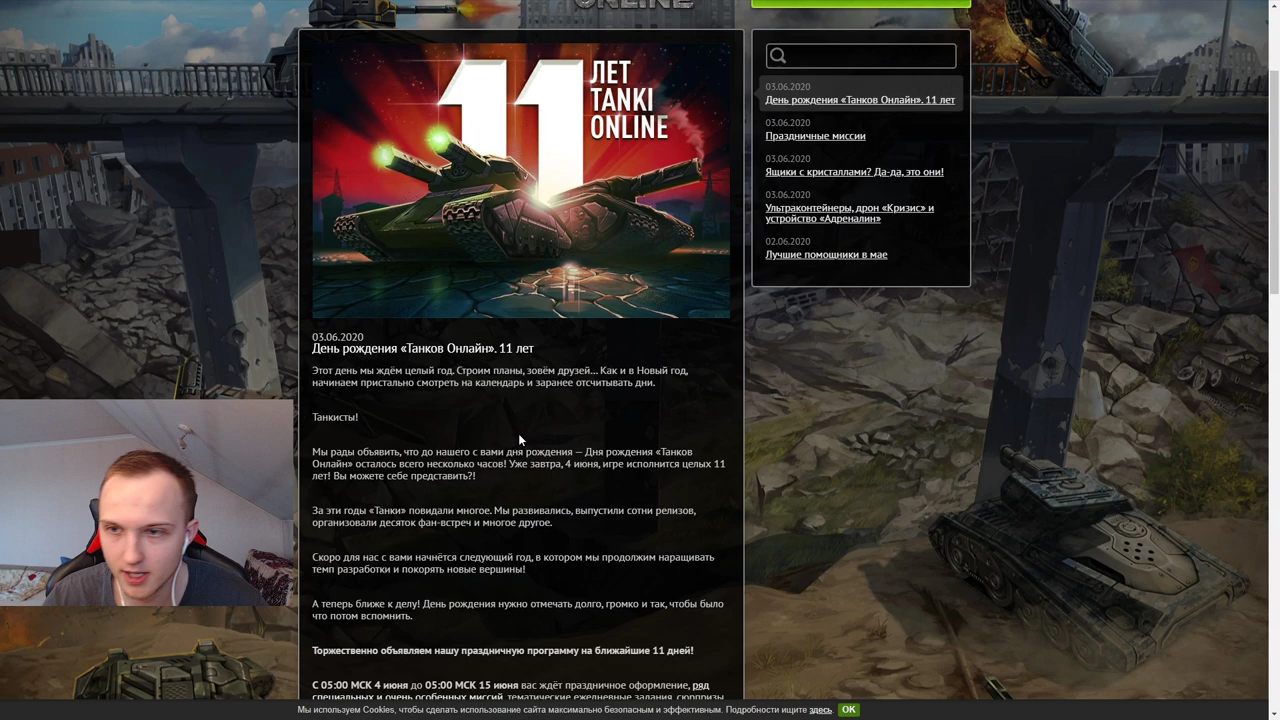 ONLINE
11
ЛЕТ
TANKI
ONLINE
03.06.2020
День рождения «Танков Онлайн». 11 лет
Этот день мы ждём целый год. Строим планы, зовём друзей... Как и в Новый год,
начинаем пристально смотреть на календарь и заранее отсчитывать дни.
Танкисты!
Мы рады объявить, что до нашего с вами дня рождения — Дня рождения «Танков
Онлайн» осталось всего несколько часов! Уже завтра, 4 июня, игре исполнится целых 11
лет! Вы можете себе представить?!
За эти годы «Танки» повидали многое. Мы развивались, выпустили сотни релизов,
организовали десяток фан-встреч и многое другое.
Скоро для нас с вами начнётся следующий год, в котором мы продолжим наращивать
темп разработки и покорять новые вершины!
А теперь ближе к делу! День рождения нужно отмечать долго, громко и так, чтобы было
что потом вспомнить.
Торжественно объявляем нашу праздничную программу на ближайшие 11 дней!
С 05:00 МСК 4 июня до 05:00 МСК 15 июня вас ждёт праздничное оформление, ряд
специальных и очень особенных миссий, тематические ежедневные задания, сюрпризы
03.06.2020
День рождения «Танков Онлайн». 11 лет
03.06.2020
Праздничные миссии
03.06.2020
Ящики с кристаллами? Да-да, это они!
03.06.2020
Ультраконтейнеры, дрон «Кризис» и
устройство «Адреналин»
02.06.2020
Лучшие помощники в мае
Мы используем Cookies, чтобы сделать использование сайта максимально безопасным и эффективным. Подробности ищите здесь. OK